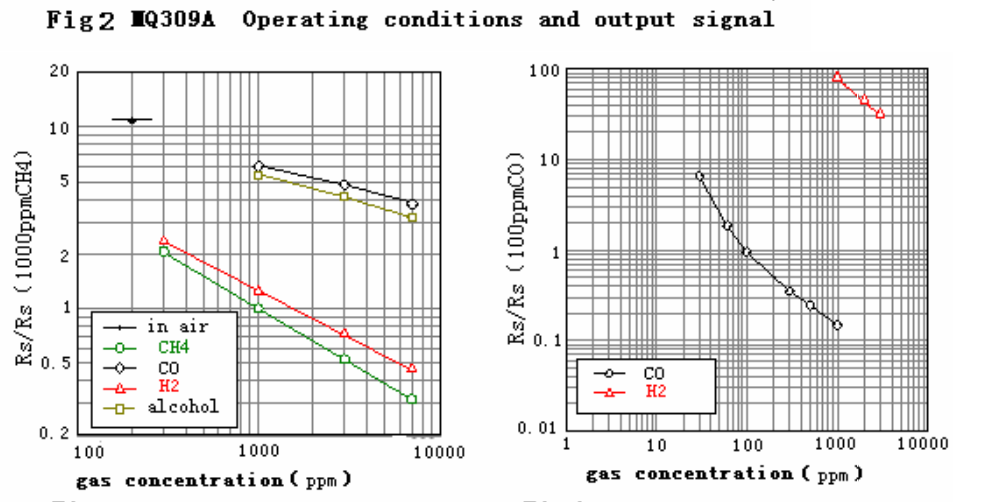 Fig2 MQ309A Operating conditions and output signal
20
10
5
2
1
0.5
0.2
Rs/Rs (1000ppmCH4)
in air
CH4
CO
H2
alcohol
100 1000 10000
gas concentration(ppm)
100
10
1
0.1
0.01
Rs/Rs (100ppmCO)
CO
H2
1 10 100 1000 10000
gas concentration(ppm)